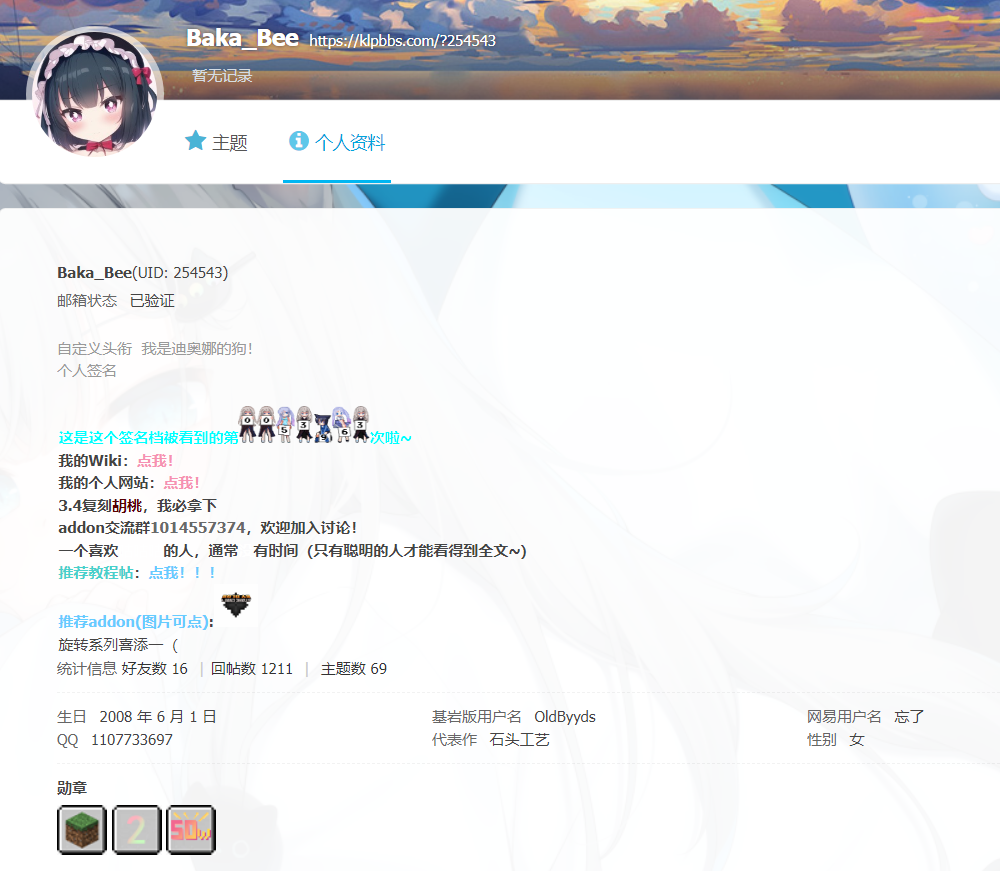 Baka_Bee https://klpbbs.com/?254543
暂无记录
主题 个人资料
Baka_Bee(UID: 254543)
邮箱状态 已验证
自定义头衔 我是迪奥娜的狗！
个人签名
这是这个签名档被看到的第0053963次啦~
我的Wiki：点我！
我的个人网站：点我！
3.4复刻胡桃，我必拿下
addon交流群1014557374，欢迎加入讨论！
一个喜欢 的人，通常 有时间（只有聪明的人才能看得到全文~）
推荐教程帖：点我！！！
推荐addon(图片可点)：
旋转系列喜添一（
统计信息 好友数 16 | 回帖数 1211 | 主题数 69
生日 2008 年 6 月 1 日 基岩版用户名 OldByyds 网易用户名 忘了
QQ 1107733697 代表作 石头工艺 性别 女
勋章
2 50w